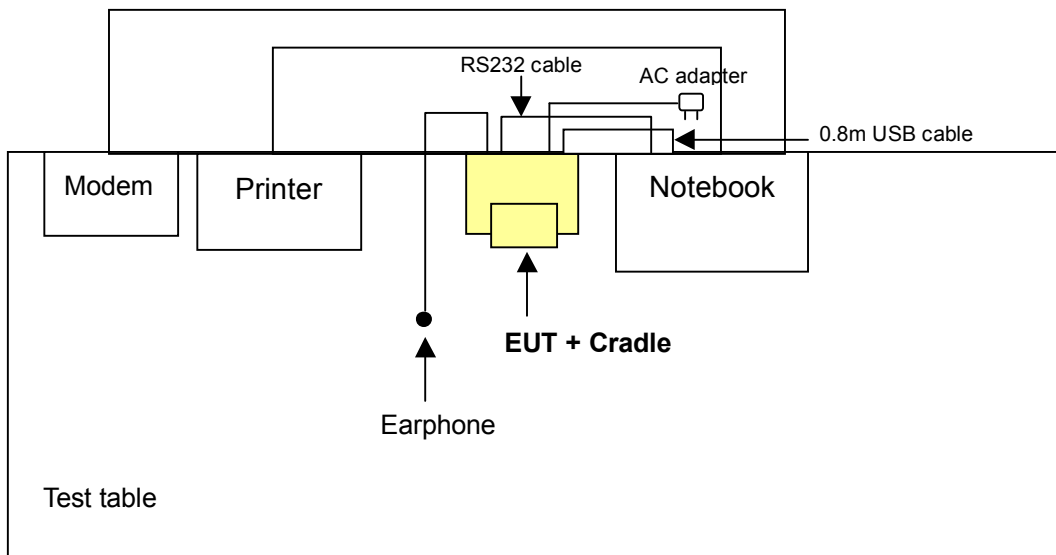 RS232 cable
AC adapter
0.8m USB cable
Modem
Printer
Notebook
EUT + Cradle
Earphone
Test table